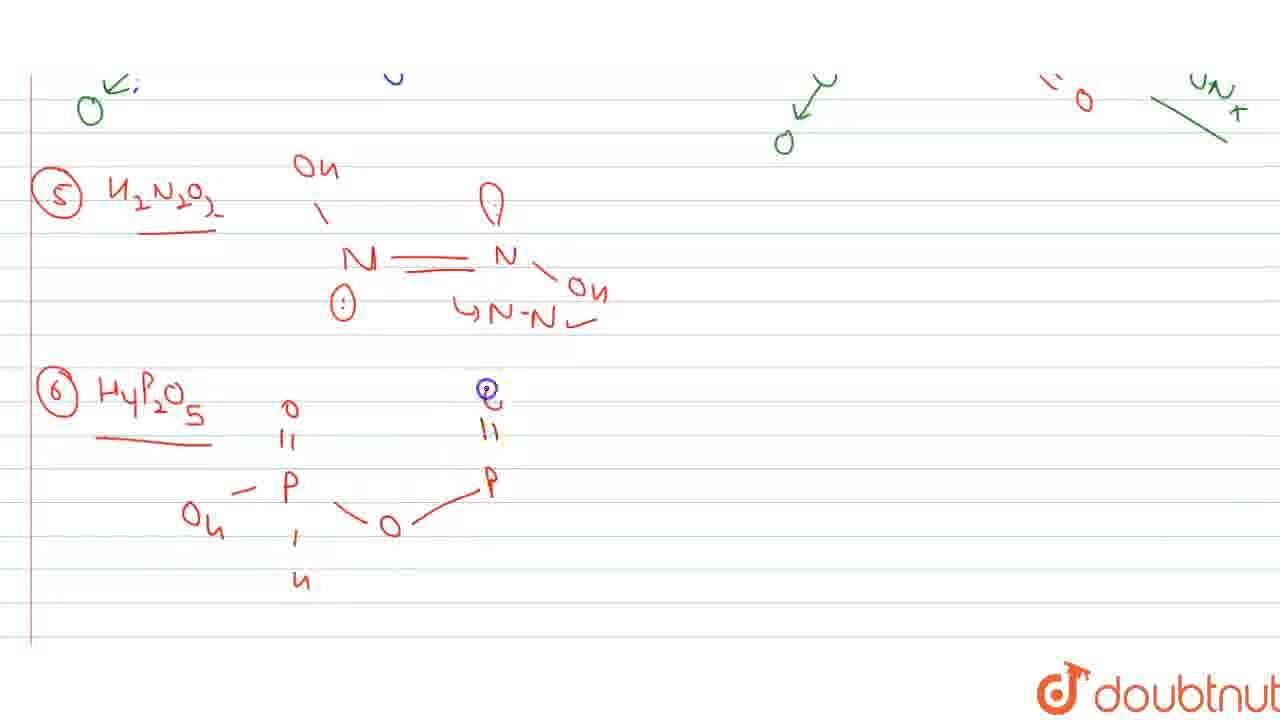 O O O N +
OH
5 H2N2O2
N = N
OH
↳ N-N ✓
6 H4P2O5
O
P P
OH O
H
doubtnut